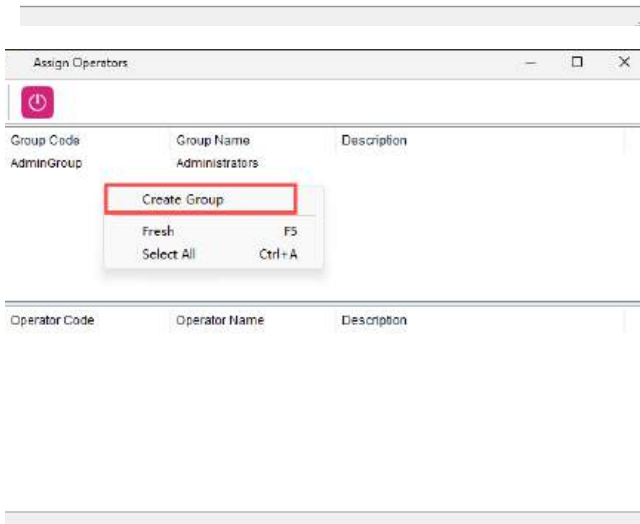 Assign Operators
Group Code Group Name Description
AdminGroup Administrators
Create Group
Fresh F5
Select All Ctrl+A
Operator Code Operator Name Description